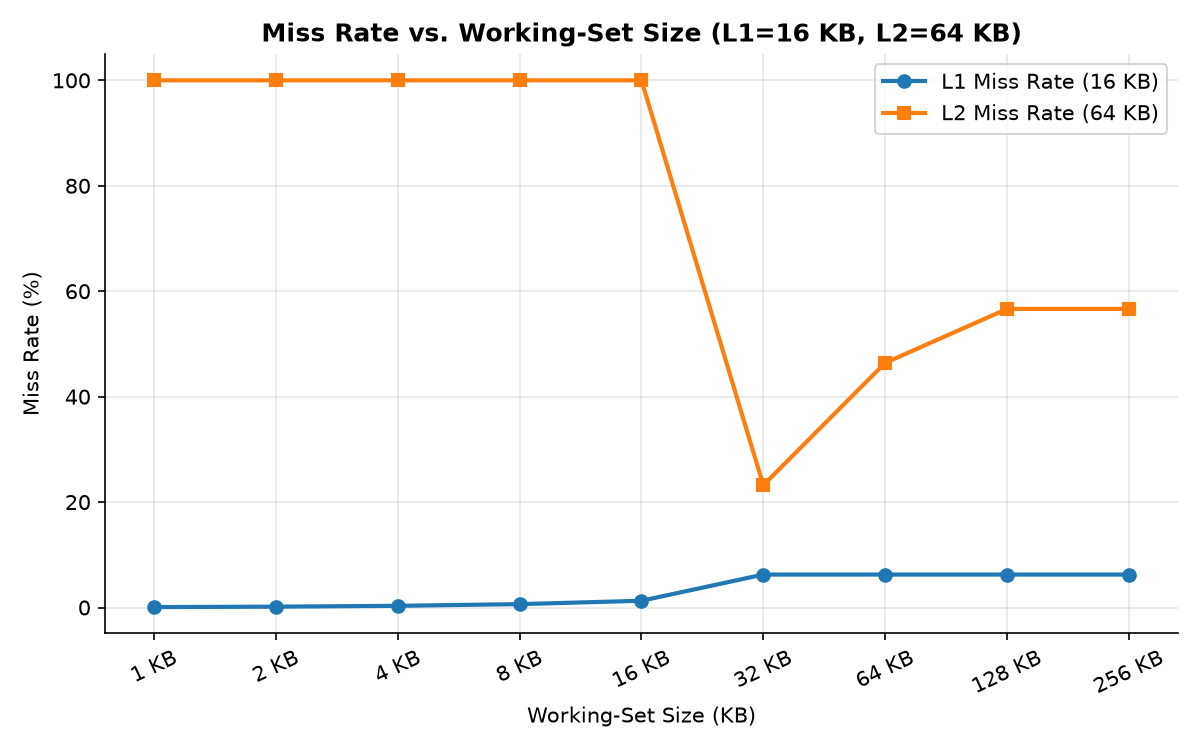 Miss Rate vs. Working-Set Size (L1=16 KB, L2=64 KB)
L1 Miss Rate (16 KB)
L2 Miss Rate (64 KB)
Miss Rate (%)
100
80
60
40
20
0
1 KB
2 KB
4 KB
8 KB
16 KB
32 KB
64 KB
128 KB
256 KB
Working-Set Size (KB)